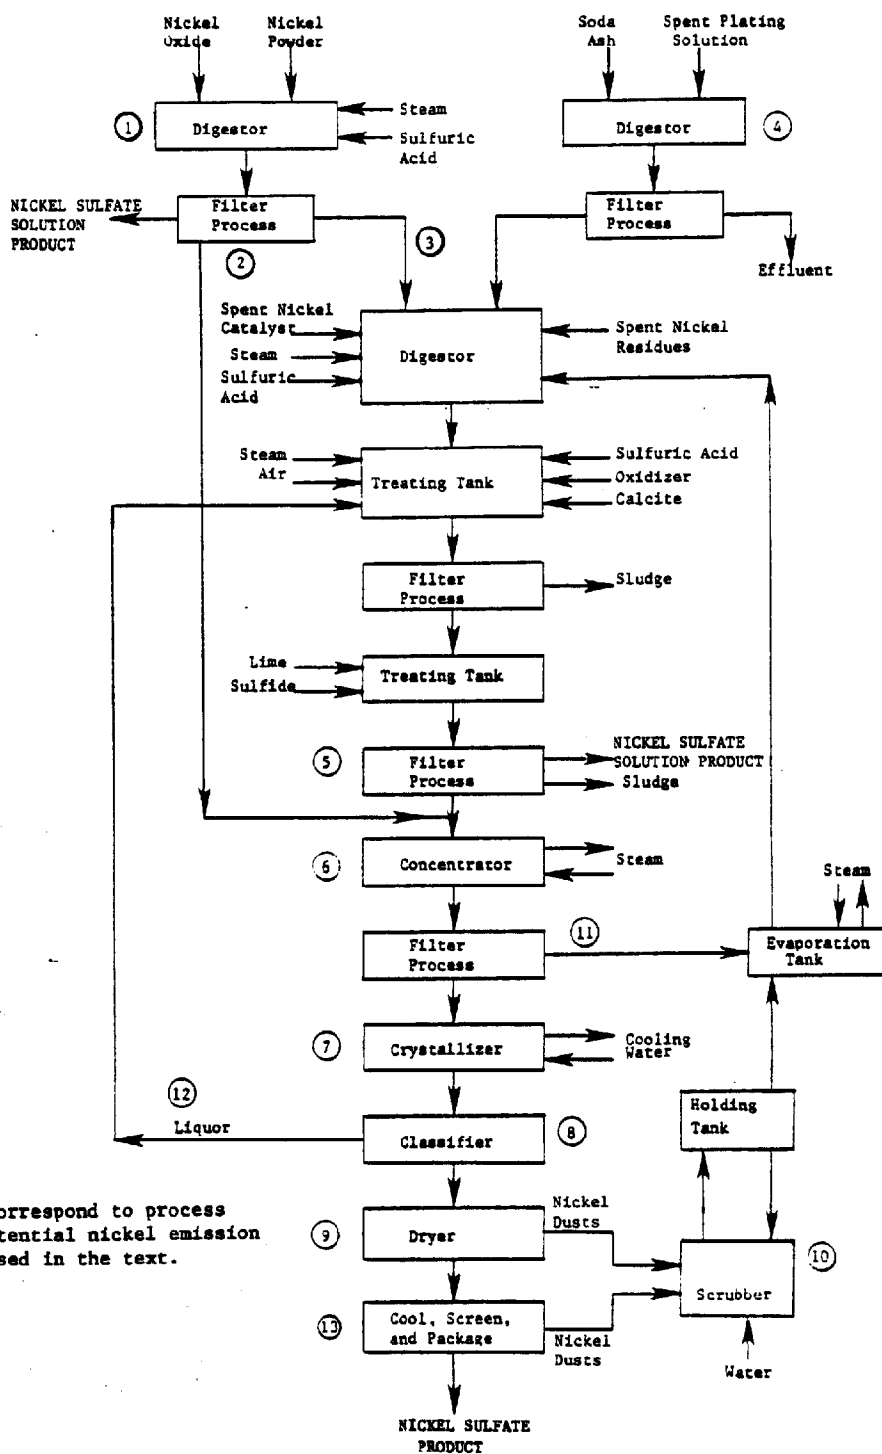 Nickel
Oxide
Nickel
Powder
Soda
Ash
Spent Plating
Solution
1
Digestor
Steam
Sulfuric
Acid
Digestor
4
NICKEL SULFATE
SOLUTION
PRODUCT
Filter
Process
2
3
Filter
Process
Effluent
Spent Nickel
Catalyst
Steam
Sulfuric
Acid
Digestor
Spent Nickel
Residues
Steam
Air
Treating Tank
Sulfuric Acid
Oxidizer
Calcite
Filter
Process
Sludge
Lime
Sulfide
Treating Tank
5
Filter
Process
NICKEL SULFATE
SOLUTION PRODUCT
Sludge
6
Concentrator
Steam
Steam
Filter
Process
11
Evaporation
Tank
7
Crystallizer
Cooling
Water
12
Liquor
Classifier
8
Holding
Tank
orrespond to process
tential nickel emission
sed in the text.
9
Dryer
Nickel
Dusts
10
Scrubber
13
Cool, Screen,
and Package
Nickel
Dusts
Water
NICKEL SULFATE
PRODUCT